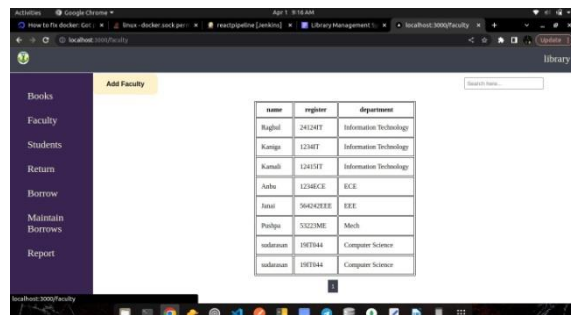 Activities Google Chrome Apr 1 9:16 AM
How to fix docker: Got
linux - docker.sock per
reactpipeline [Jenkins]
Library Management S
localhost:3000/faculty
localhost:3000/faculty
Update
library
Books
Faculty
Students
Return
Borrow
Maintain
Borrows
Report
Add Faculty
Search here...
name register department
Raghul 24124IT Information Technology
Kaniga 1234IT Information Technology
Kamali 12415IT Information Technology
Anbu 1234ECE ECE
564242EEE EEE
Pushpa 53223ME Mech
sudarasan 19IT044 Computer Science
sudarasan 19IT044 Computer Science
1
localhost:3000/faculty